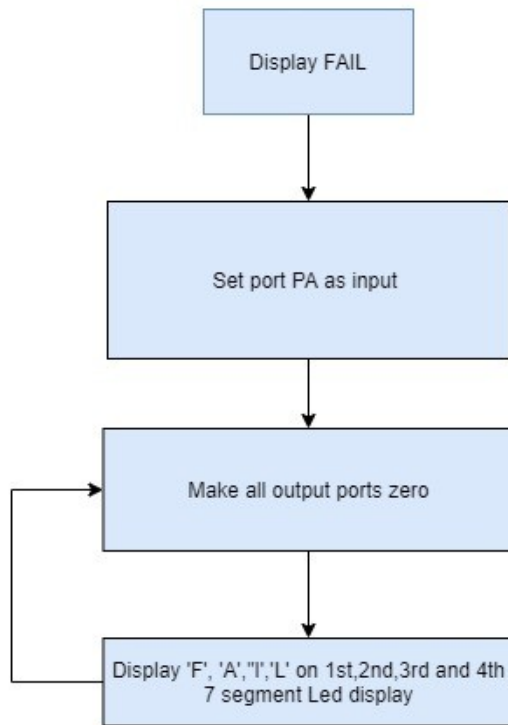 Display FAIL
Set port PA as input
Make all output ports zero
Display 'F', 'A',"I','L' on 1st,2nd,3rd and 4th
7 segment Led display